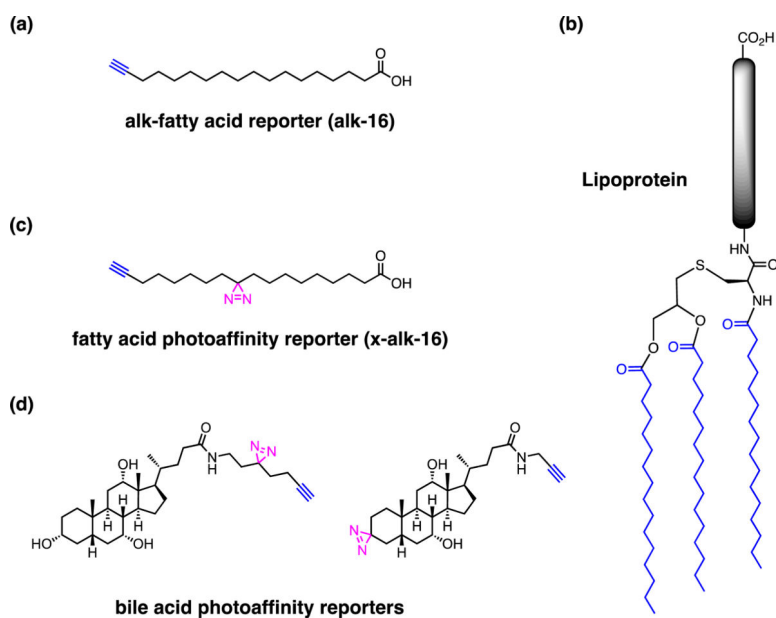 (a)
O
OH
alk-fatty acid reporter (alk-16)
(b)
CO2H
Lipoprotein
HN
O
S
NH
O
O
O
O
O
(c)
O
OH
N=N
fatty acid photoaffinity reporter (x-alk-16)
(d)
O
N
H
N=N
OH
H
H
H
HO
H
OH
O
N
H
OH
H
H
H
N
N
H
OH
bile acid photoaffinity reporters